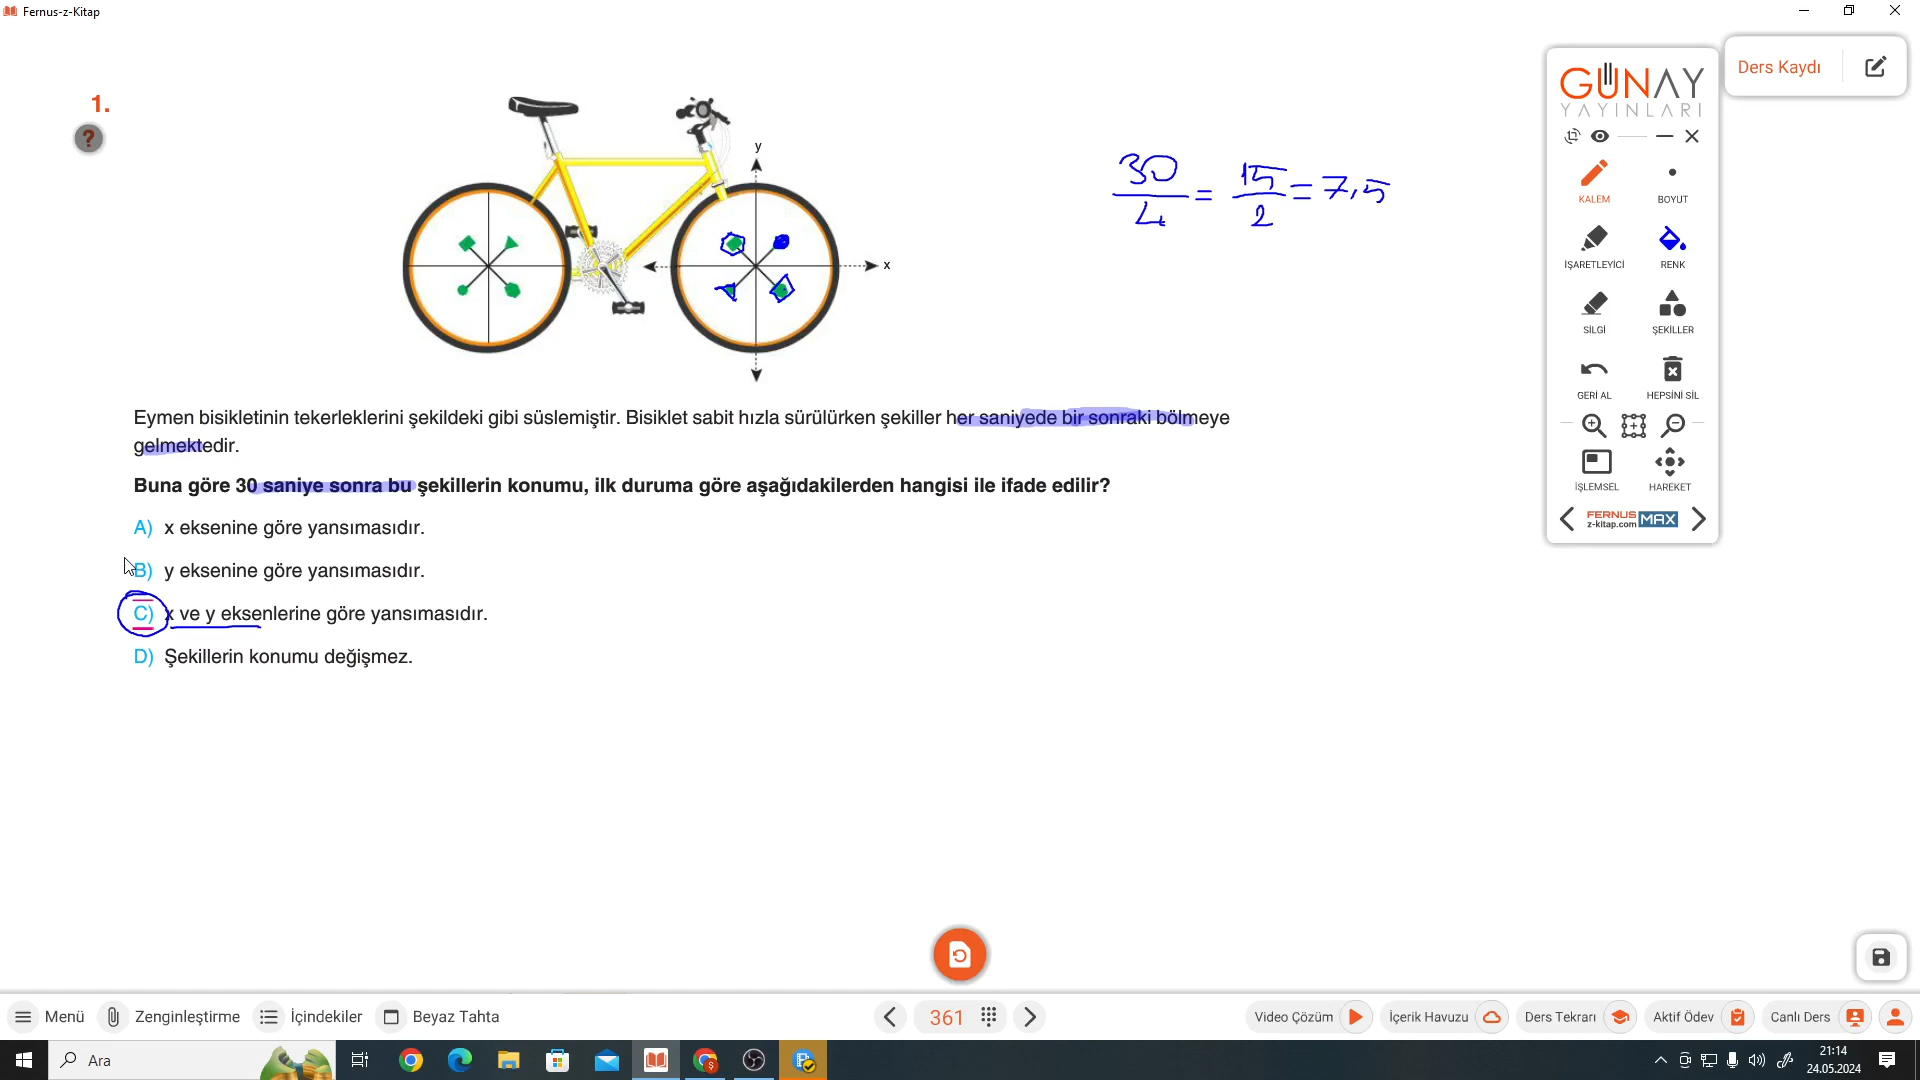 Fernus-z-Kitap
1.
?
y
x
30/4 = 15/2 = 7,5
Eymen bisikletinin tekerleklerini şekildeki gibi süslemiştir. Bisiklet sabit hızla sürülürken şekiller her saniyede bir sonraki bölmeye
gelmektedir.
Buna göre 30 saniye sonra bu şekillerin konumu, ilk duruma göre aşağıdakilerden hangisi ile ifade edilir?
A) x eksenine göre yansımasıdır.
B) y eksenine göre yansımasıdır.
C) x ve y eksenlerine göre yansımasıdır.
D) Şekillerin konumu değişmez.
GÜNAY
YAYINLARI
Ders Kaydı
KALEM
BOYUT
İŞARETLEYİCİ
RENK
SİLGİ
ŞEKİLLER
GERİ AL
HEPSİNİ SİL
İŞLEMSEL
HAREKET
FERNUS
z-kitap.com
MAX
Menü
Zenginleştirme
İçindekiler
Beyaz Tahta
361
Video Çözüm
İçerik Havuzu
Ders Tekrarı
Aktif Ödev
Canlı Ders
Ara
21:14
24.05.2024